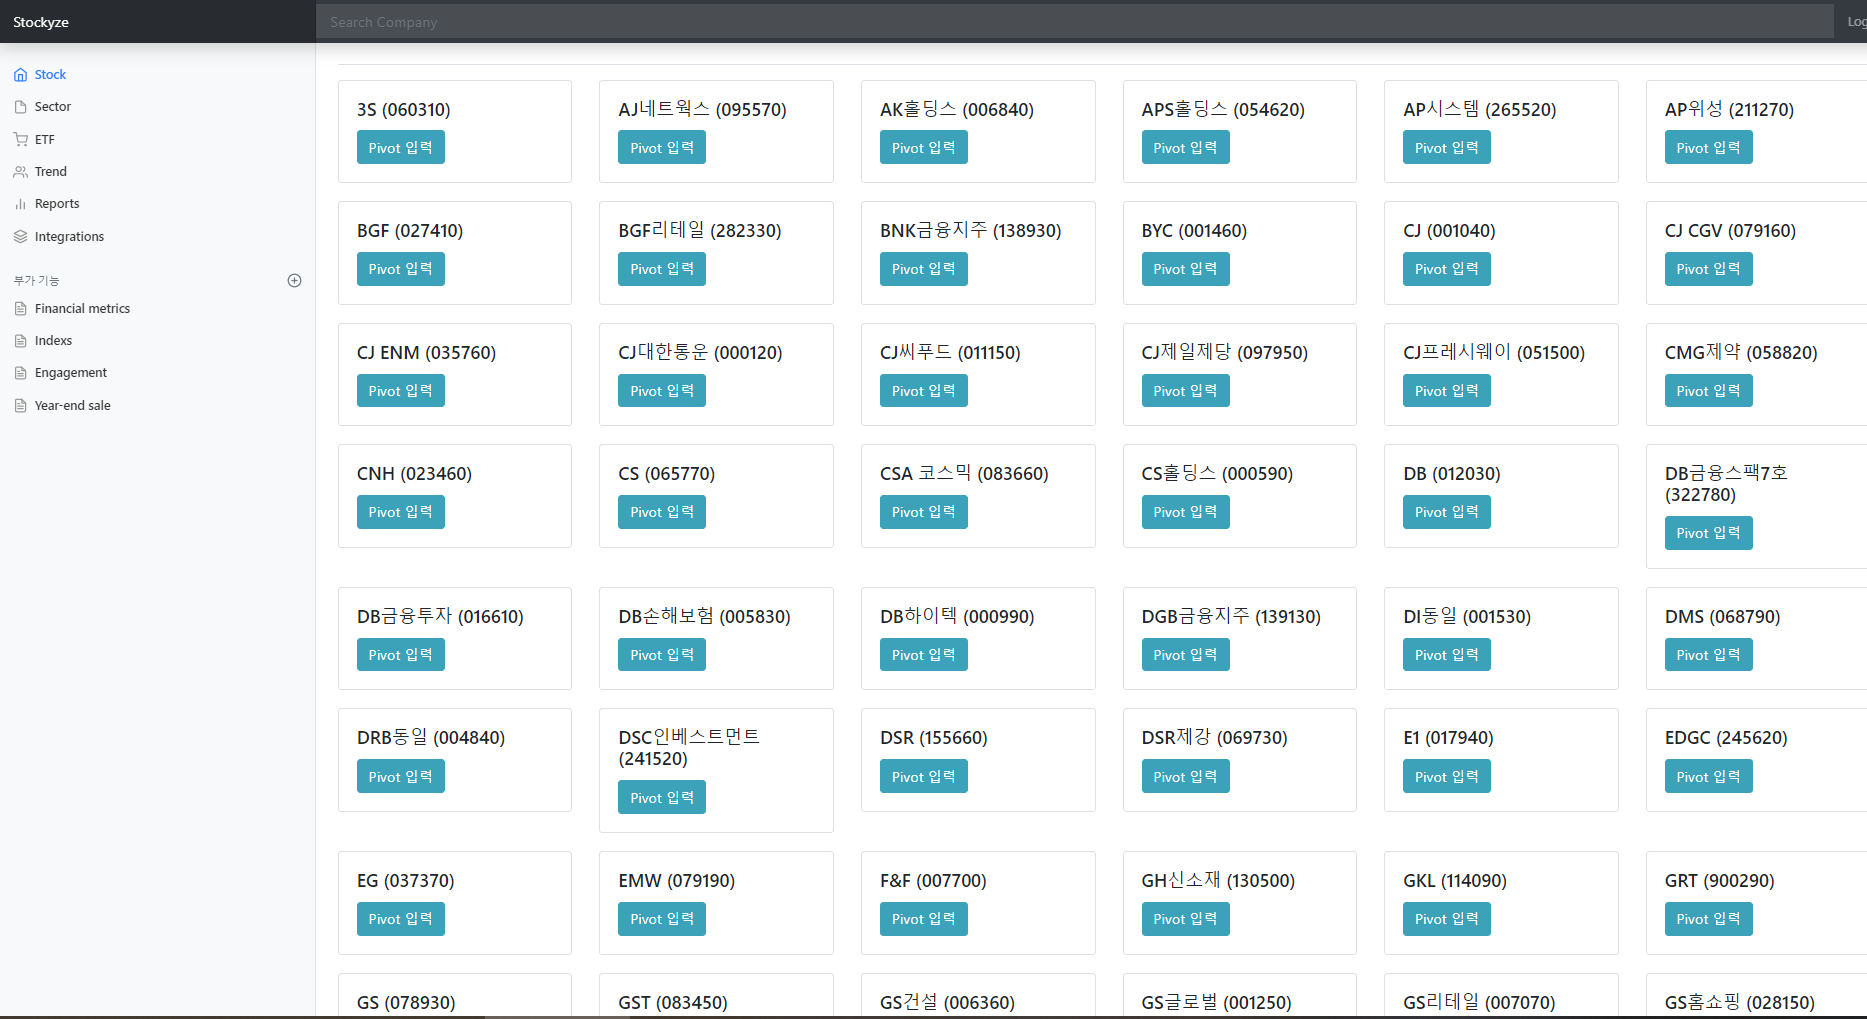 Stockyze
Search Company
Stock
Sector
ETF
Trend
Reports
Integrations
부가 기능
Financial metrics
Indexs
Engagement
Year-end sale
3S (060310)
Pivot 입력
AJ네트웍스 (095570)
Pivot 입력
AK홀딩스 (006840)
Pivot 입력
APS홀딩스 (054620)
Pivot 입력
AP시스템 (265520)
Pivot 입력
AP위성 (211270)
Pivot 입력
BGF (027410)
Pivot 입력
BGF리테일 (282330)
Pivot 입력
BNK금융지주 (138930)
Pivot 입력
BYC (001460)
Pivot 입력
CJ (001040)
Pivot 입력
CJ CGV (079160)
Pivot 입력
CJ ENM (035760)
Pivot 입력
CJ대한통운 (000120)
Pivot 입력
CJ씨푸드 (011150)
Pivot 입력
CJ제일제당 (097950)
Pivot 입력
CJ프레시웨이 (051500)
Pivot 입력
CMG제약 (058820)
Pivot 입력
CNH (023460)
Pivot 입력
CS (065770)
Pivot 입력
CSA 코스믹 (083660)
Pivot 입력
CS홀딩스 (000590)
Pivot 입력
DB (012030)
Pivot 입력
DB금융스팩7호
(322780)
Pivot 입력
DB금융투자 (016610)
Pivot 입력
DB손해보험 (005830)
Pivot 입력
DB하이텍 (000990)
Pivot 입력
DGB금융지주 (139130)
Pivot 입력
DI동일 (001530)
Pivot 입력
DMS (068790)
Pivot 입력
DRB동일 (004840)
Pivot 입력
DSC인베스트먼트
(241520)
Pivot 입력
DSR (155660)
Pivot 입력
DSR제강 (069730)
Pivot 입력
E1 (017940)
Pivot 입력
EDGC (245620)
Pivot 입력
EG (037370)
Pivot 입력
EMW (079190)
Pivot 입력
F&F (007700)
Pivot 입력
GH신소재 (130500)
Pivot 입력
GKL (114090)
Pivot 입력
GRT (900290)
Pivot 입력
GS (078930)
GST (083450)
GS건설 (006360)
GS글로벌 (001250)
GS리테일 (007070)
GS홈쇼핑 (028150)